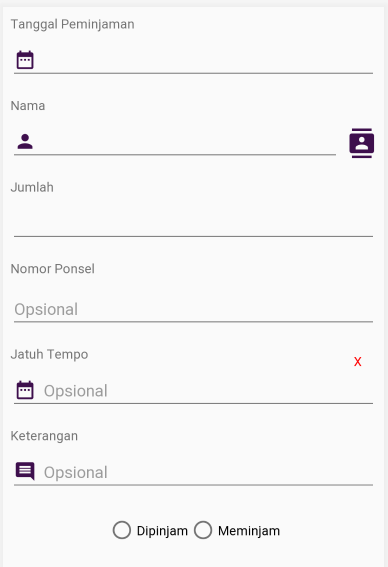 Tanggal Peminjaman
Nama
Jumlah
Nomor Ponsel
Opsional
Jatuh Tempo
X
Opsional
Keterangan
Opsional
Dipinjam Meminjam